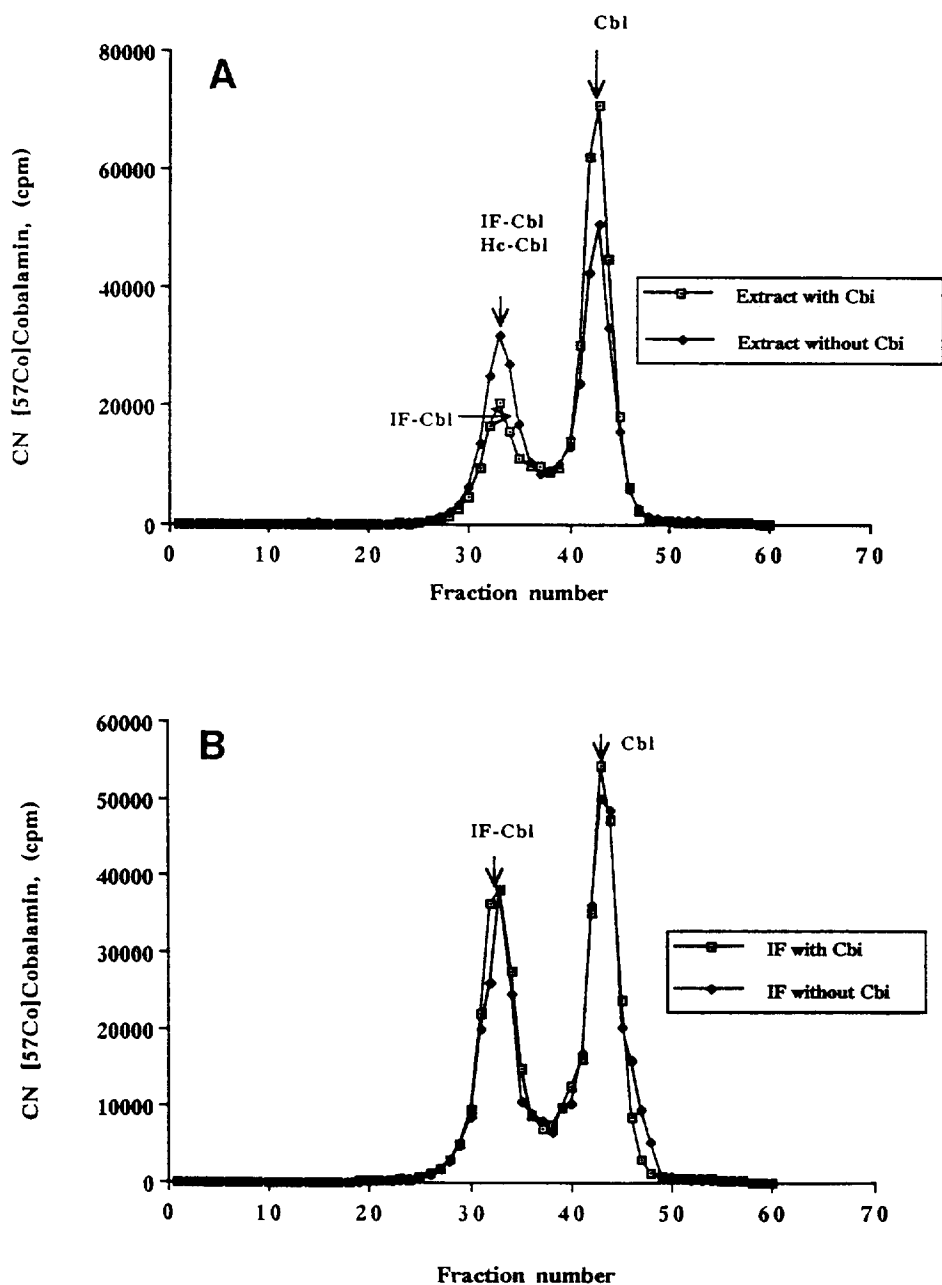 A
Cbl
80000
60000
40000
20000
0
CN [57Co]Cobalamin, (cpm)
IF-Cbl
Hc-Cbl
IF-Cbl
Extract with Cbi
Extract without Cbi
0 10 20 30 40 50 60 70
Fraction number
B
Cbl
60000
50000
40000
30000
20000
10000
0
CN [57Co]Cobalamin, (cpm)
IF-Cbl
IF with Cbi
IF without Cbi
0 10 20 30 40 50 60 70
Fraction number